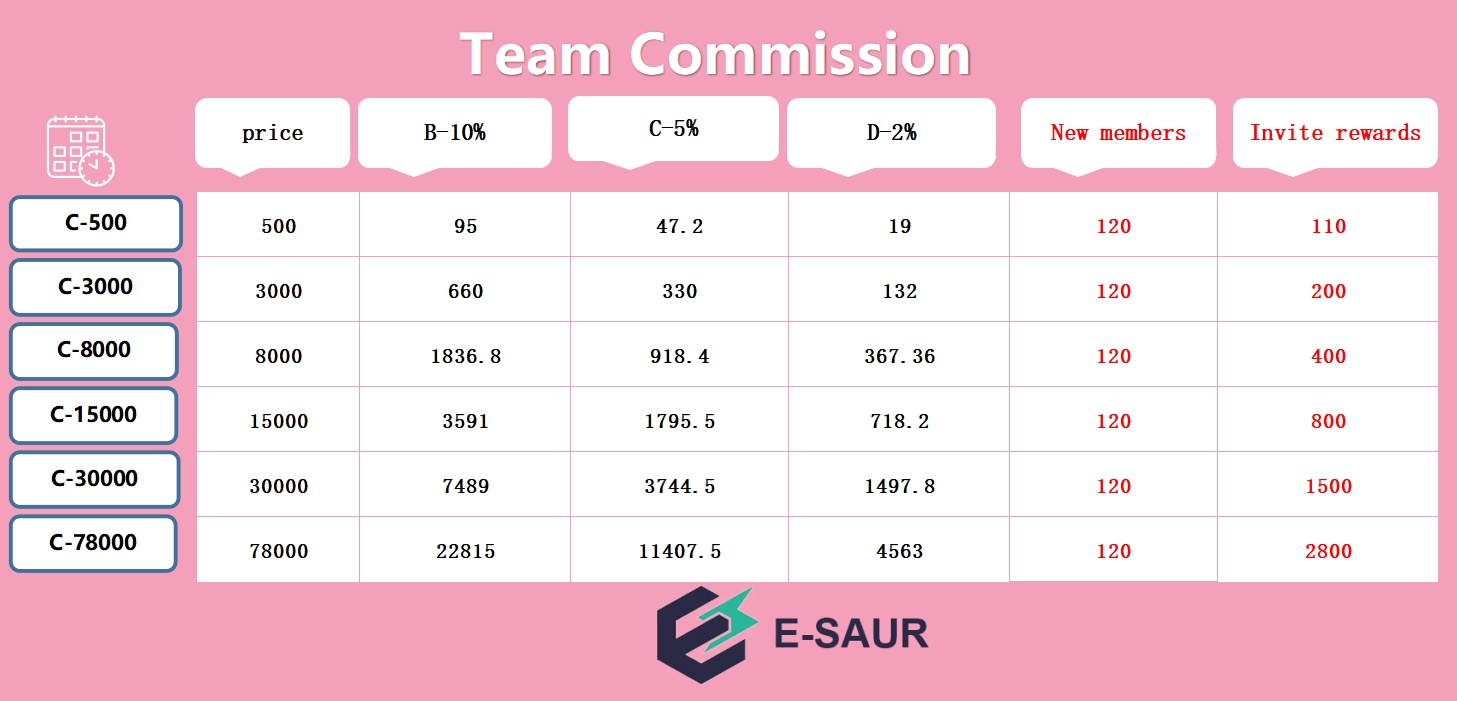 Team Commission
price B-10% C-5% D-2% New members Invite rewards
C-500 500 95 47.2 19 120 110
C-3000 3000 660 330 132 120 200
C-8000 8000 1836.8 918.4 367.36 120 400
C-15000 15000 3591 1795.5 718.2 120 800
C-30000 30000 7489 3744.5 1497.8 120 1500
C-78000 78000 22815 11407.5 4563 120 2800
E-SAUR